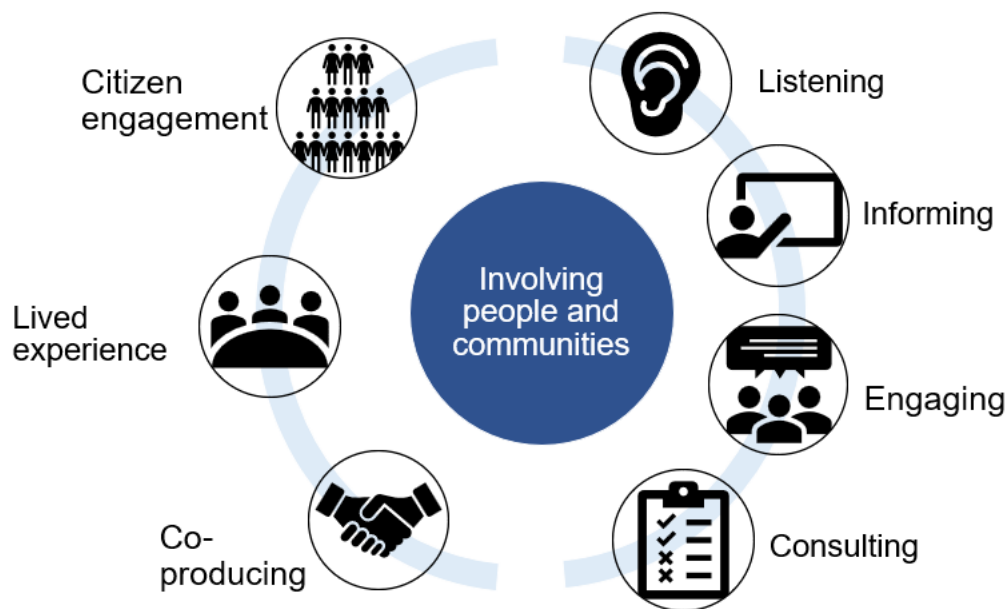 Citizen
engagement
Listening
Informing
Involving
people and
communities
Lived
experience
Engaging
Co-
producing
Consulting